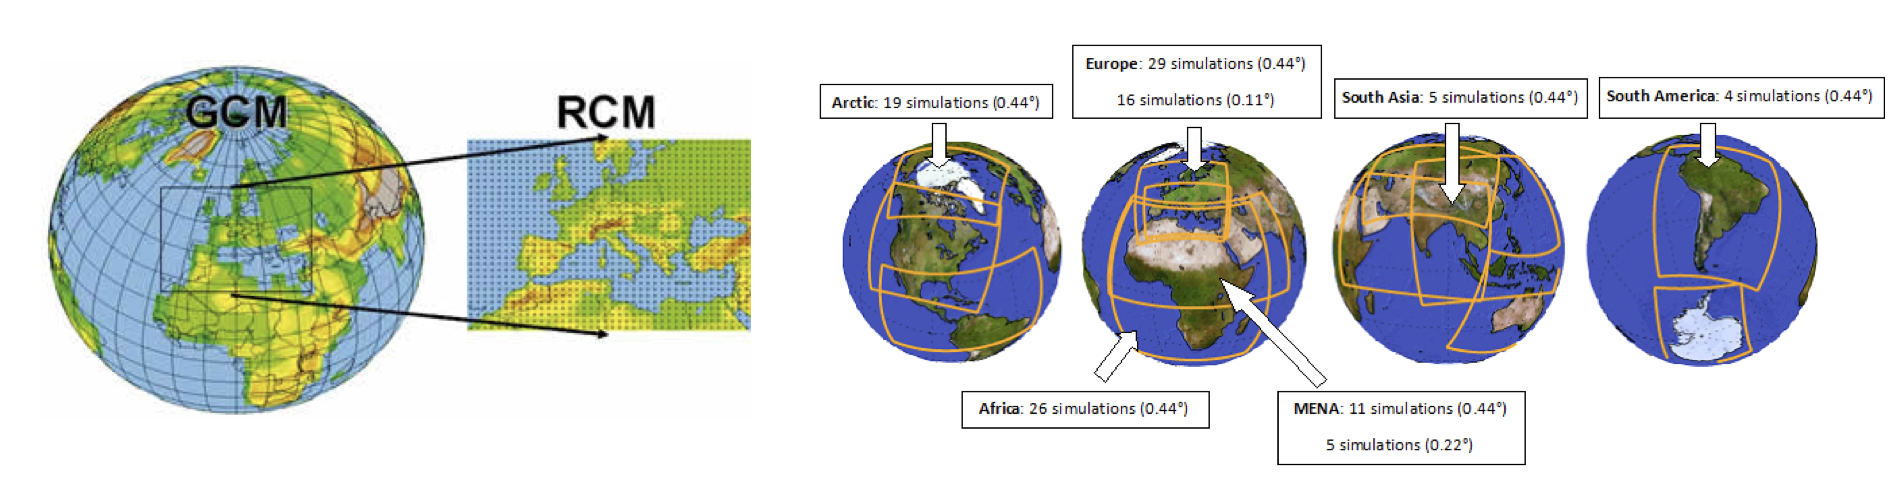 GCM
RCM
Arctic: 19 simulations (0.44°)
Europe: 29 simulations (0.44°)
16 simulations (0.11°)
South Asia: 5 simulations (0.44°)
South America: 4 simulations (0.44°)
Africa: 26 simulations (0.44°)
MENA: 11 simulations (0.44°)
5 simulations (0.22°)